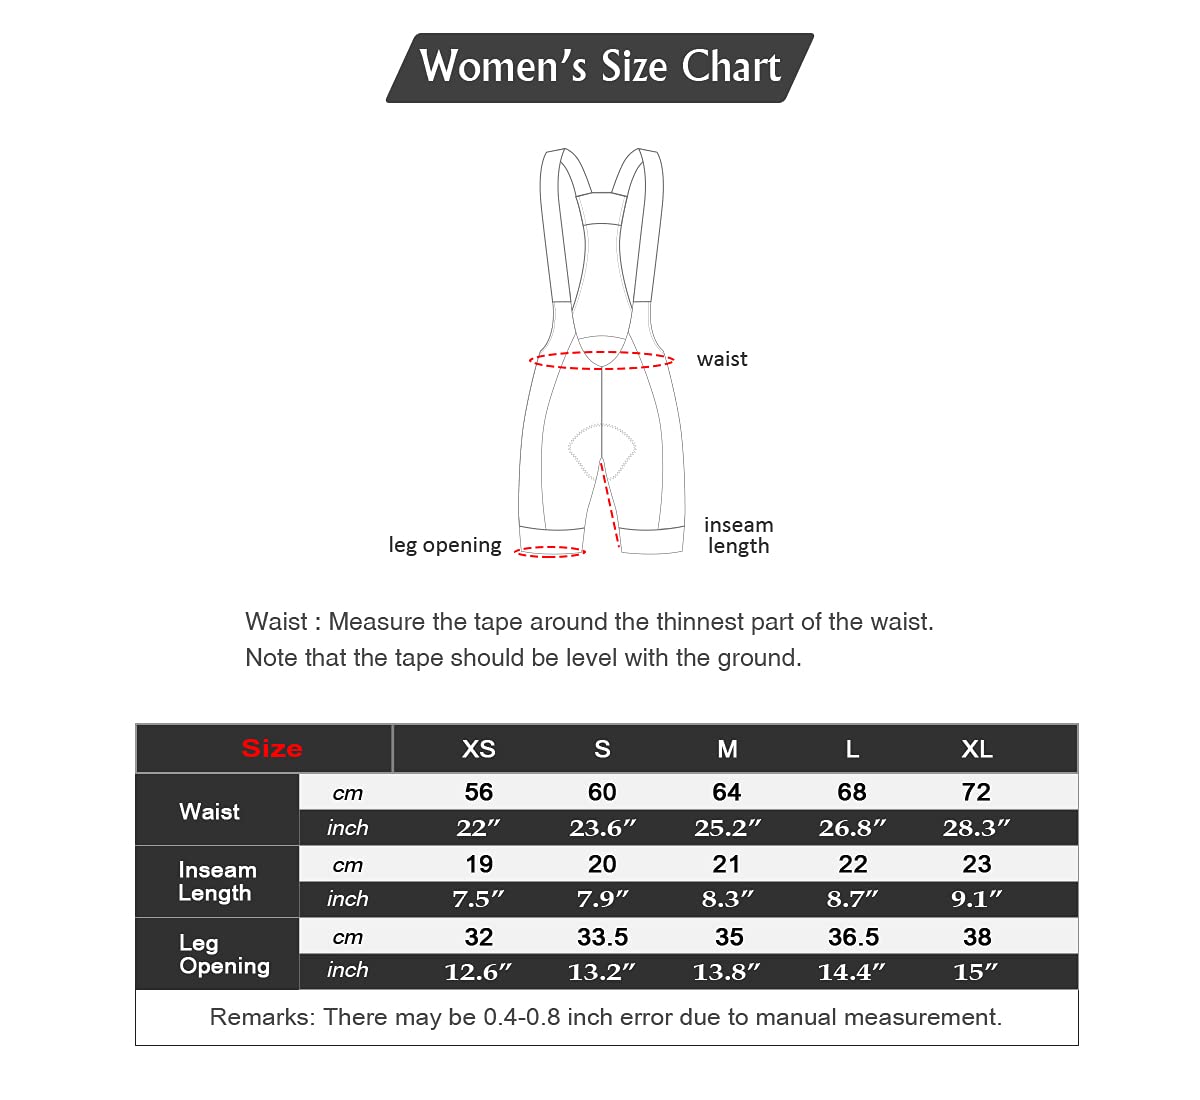 Women's Size Chart
waist
leg opening
inseam
length
Waist : Measure the tape around the thinnest part of the waist.
Note that the tape should be level with the ground.
Size XS S M L XL
Waist
cm 56 60 64 68 72
inch 22″ 23.6″ 25.2″ 26.8″ 28.3″
Inseam
Length
cm 19 20 21 22 23
inch 7.5″ 7.9″ 8.3″ 8.7″ 9.1″
Leg
Opening
cm 32 33.5 35 36.5 38
inch 12.6″ 13.2″ 13.8″ 14.4″ 15″
Remarks: There may be 0.4-0.8 inch error due to manual measurement.